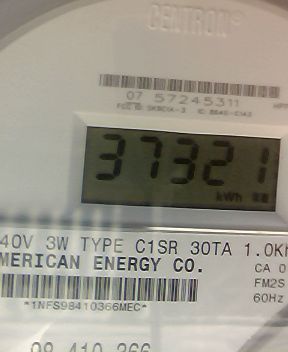 CENTRON®
07 57245311
37321
kWh
40V 3W TYPE C1SR 30TA 1.0K
MERICAN ENERGY CO.
CA 0
FM2S
60Hz
*1NFS98410366MEC*
98 410 366